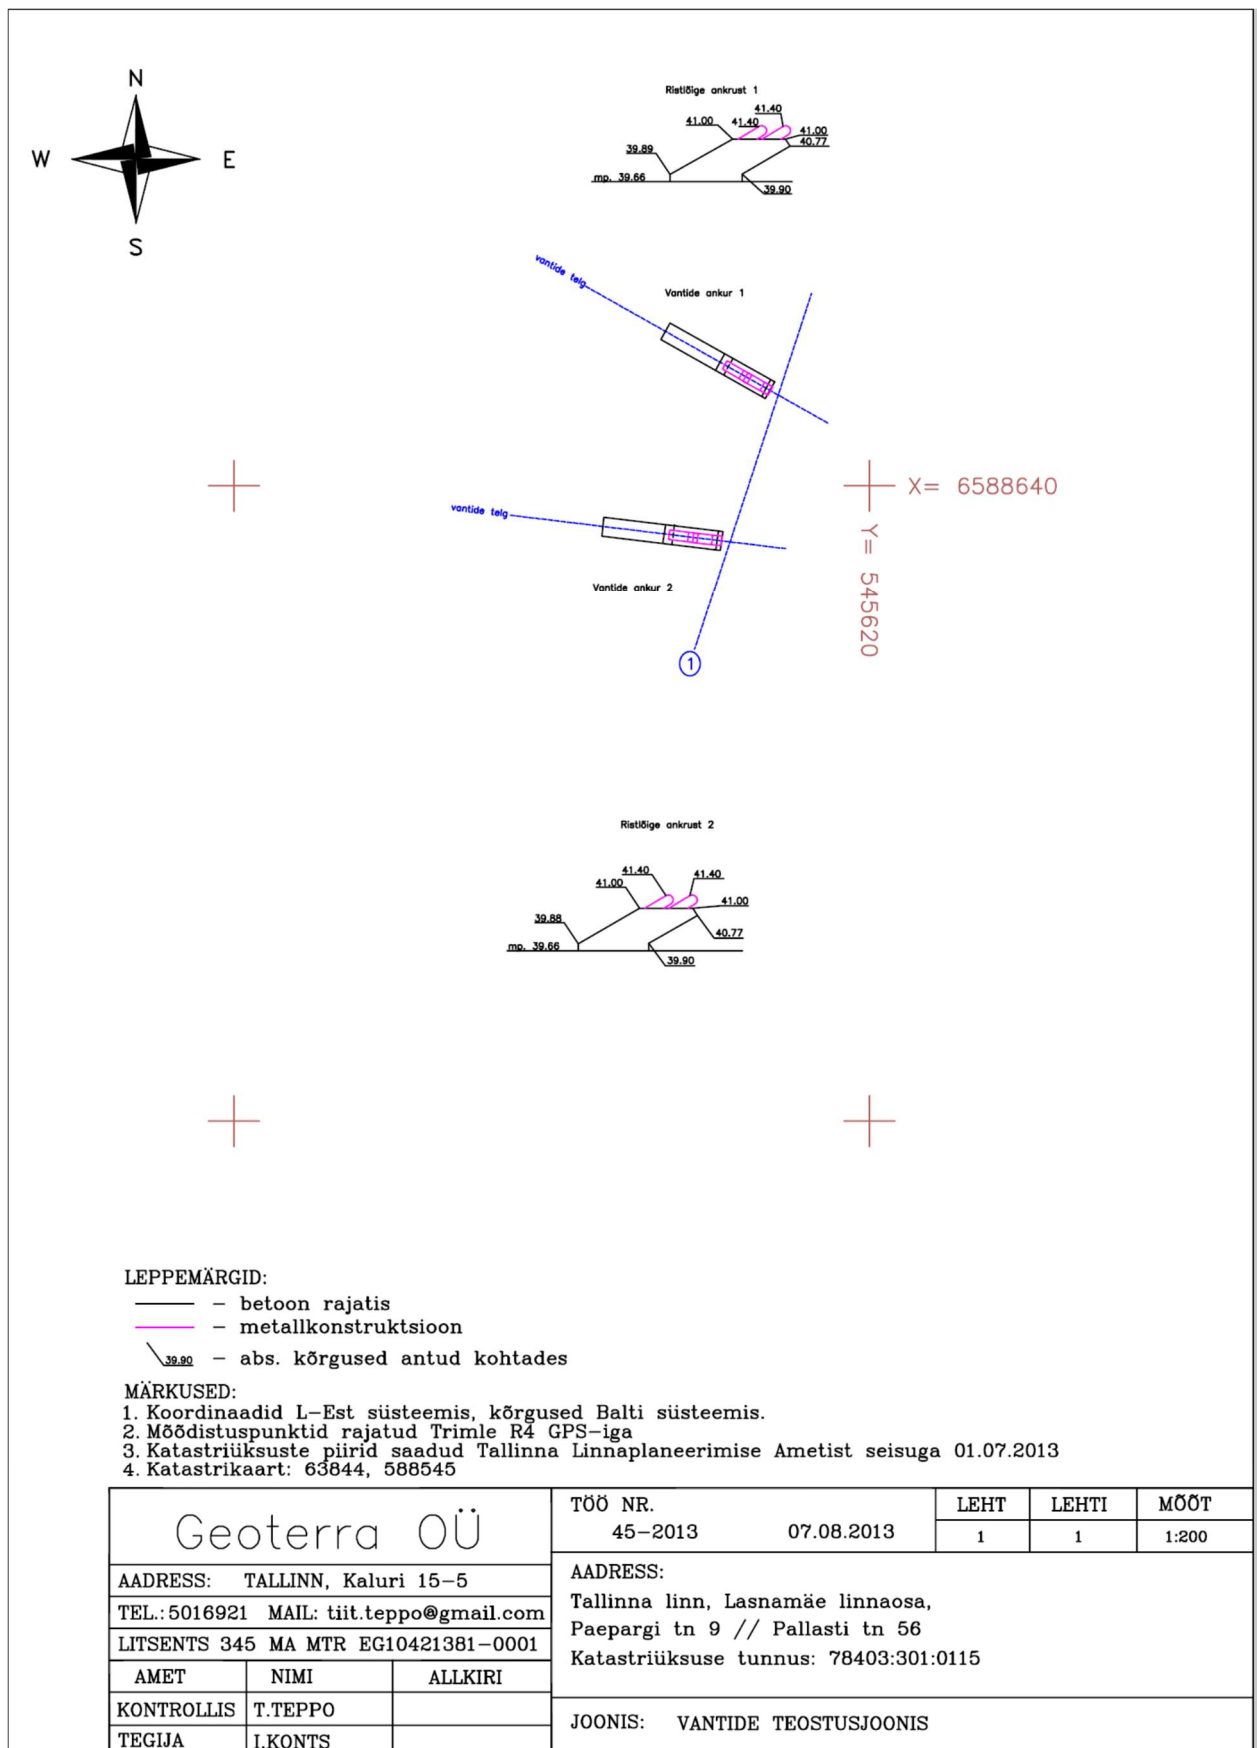 N
W E
S
Ristlõige ankrust 1
41.40
41.00 41.40 41.00
40.77
39.89
mp. 39.66
39.90
vantide telg
Vantide ankur 1
X= 6588640
Y= 545620
vantide telg
Vantide ankur 2
1
Ristlõige ankrust 2
41.40 41.40
41.00
41.00
39.88
40.77
mp. 39.66
39.90
LEPPEMÄRGID:
– betoon rajatis
– metallkonstruktsioon
39.90 – abs. kõrgused antud kohtades
MÄRKUSED:
1. Koordinaadid L–Est süsteemis, kõrgused Balti süsteemis.
2. Mõõdistuspunktid rajatud Trimle R4 GPS–iga
3. Katastriüksuste piirid saadud Tallinna Linnaplaneerimise Ametist seisuga 01.07.2013
4. Katastrikaart: 63844, 588545
Geoterra OÜ
AADRESS: TALLINN, Kaluri 15–5
TEL.: 5016921 MAIL: tiit.teppo@gmail.com
LITSENTS 345 MA MTR EG10421381–0001
AMET NIMI ALLKIRI
KONTROLLIS T.TEPPO
TEGIJA I.KONTS
TÖÖ NR.
45–2013 07.08.2013
LEHT LEHTI MÕÕT
1 1 1:200
AADRESS:
Tallinna linn, Lasnamäe linnaosa,
Paepargi tn 9 // Pallasti tn 56
Katastriüksuse tunnus: 78403:301:0115
JOONIS: VANTIDE TEOSTUSJOONIS